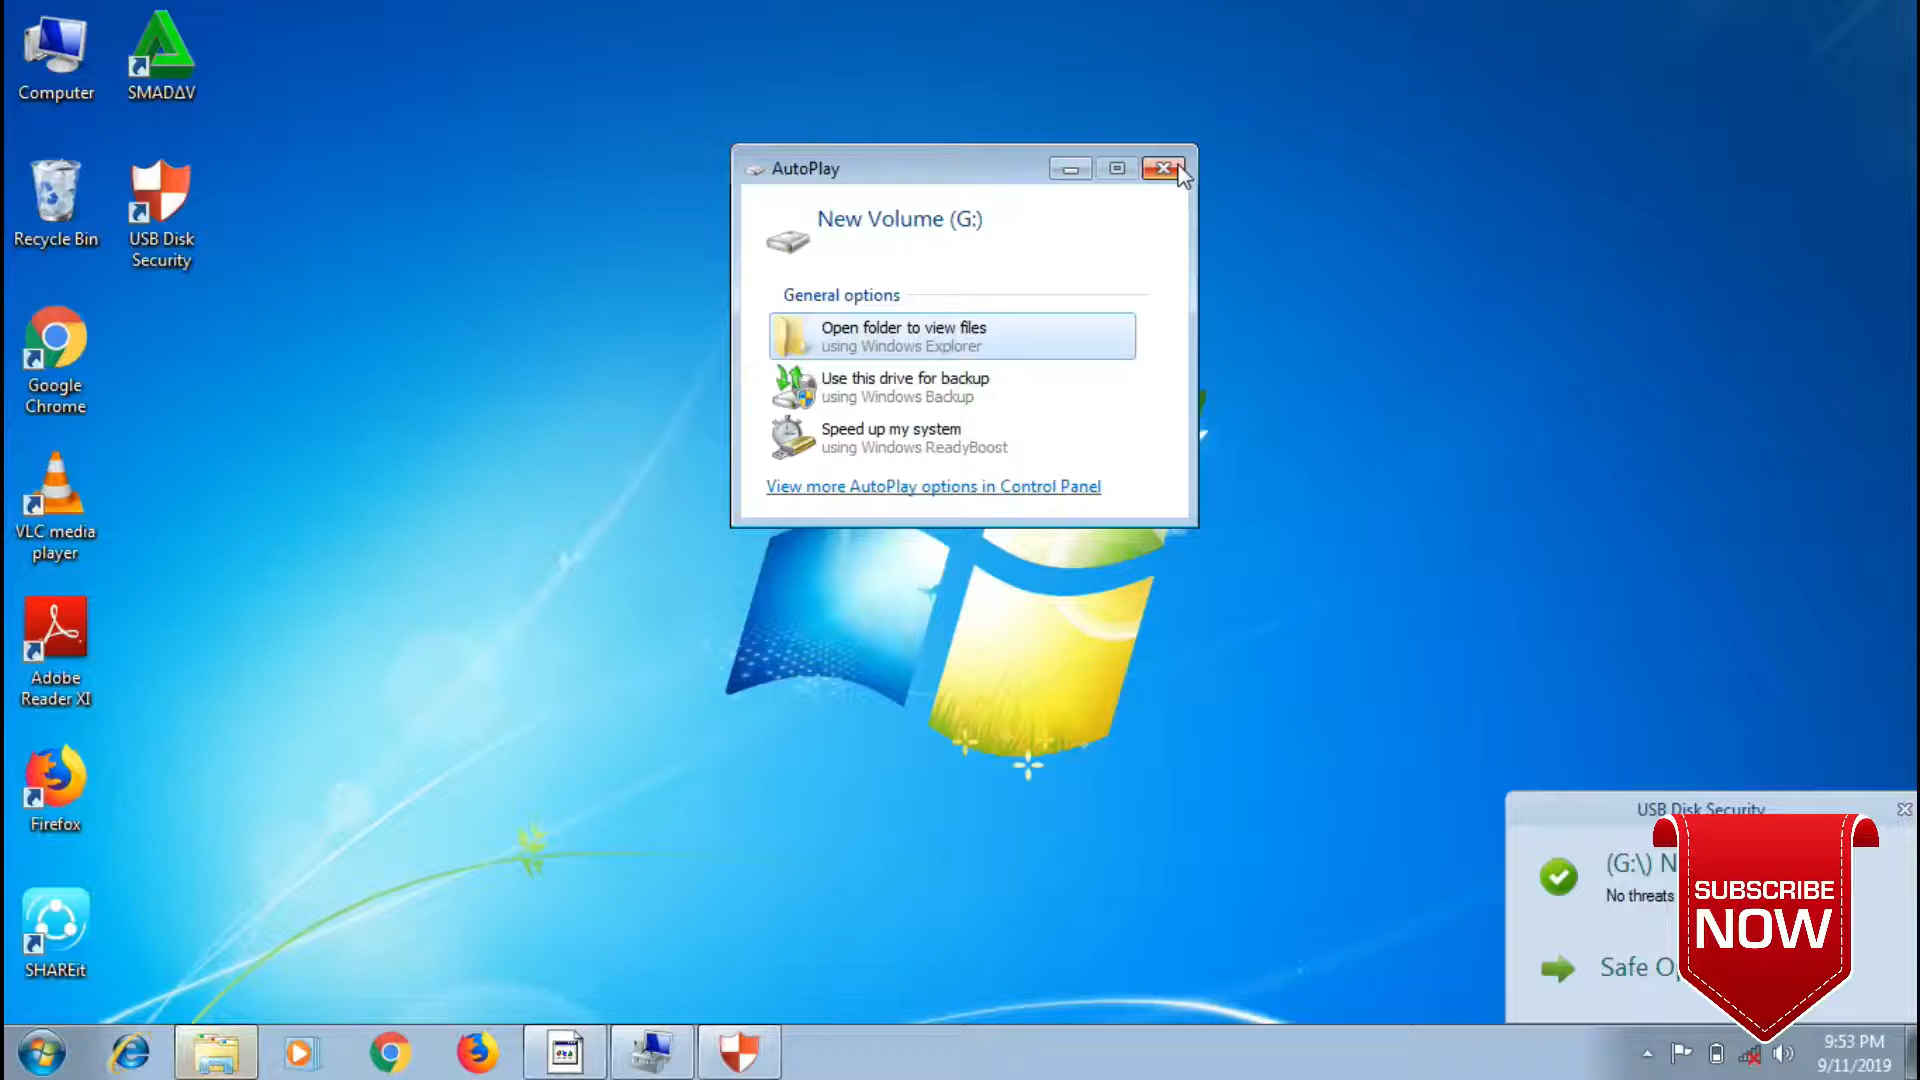 Computer
SMAD∆V
Recycle Bin
USB Disk
Security
Google
Chrome
VLC media
player
Adobe
Reader XI
Firefox
SHAREit
AutoPlay
New Volume (G:)
General options
Open folder to view files
using Windows Explorer
Use this drive for backup
using Windows Backup
Speed up my system
using Windows ReadyBoost
View more AutoPlay options in Control Panel
USB Disk Security
(G:\) N
No threats
Safe O
SUBSCRIBE
NOW
9:53 PM
9/11/2019